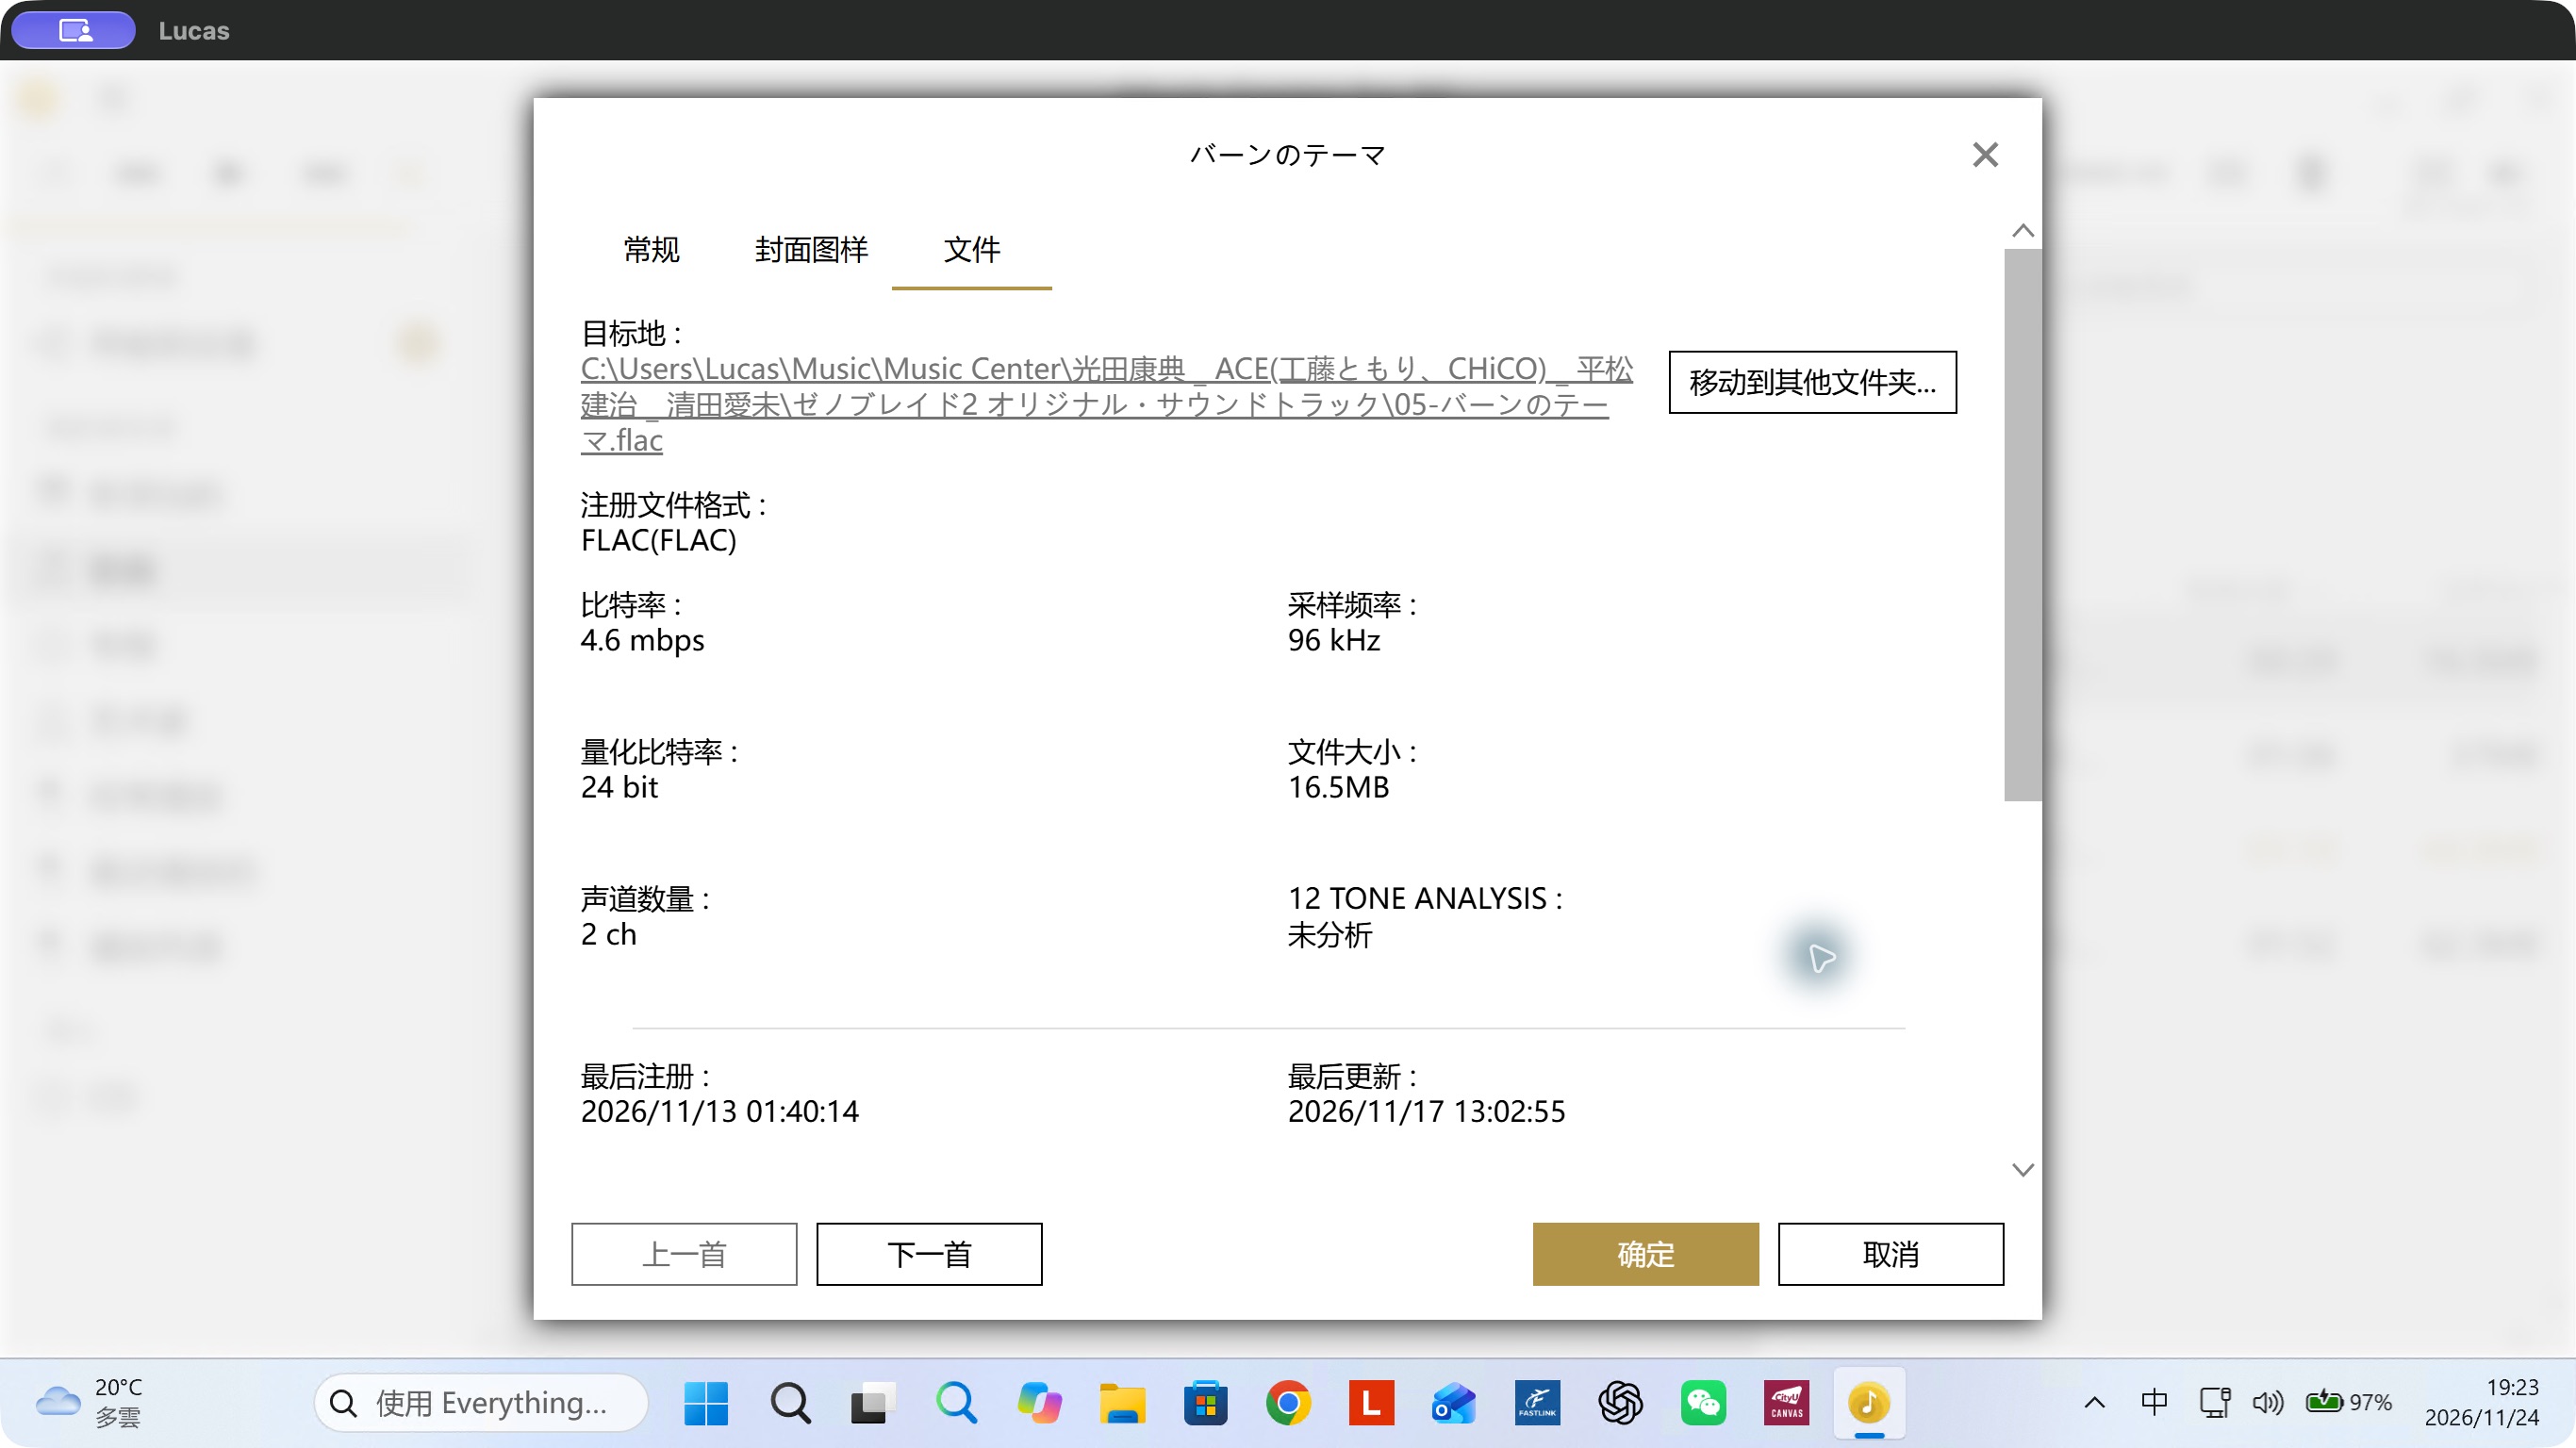 Lucas
バーンのテーマ
常规
封面图样
文件
目标地 :
C:\Users\Lucas\Music\Music Center\光田康典 _ ACE(工藤ともり、CHiCO) _ 平松
建治 _ 清田愛未\ゼノブレイド2 オリジナル・サウンドトラック\05-バーンのテー
マ.flac
移动到其他文件夹...
注册文件格式 :
FLAC(FLAC)
比特率 :
4.6 mbps
采样频率 :
96 kHz
量化比特率 :
24 bit
文件大小 :
16.5MB
声道数量 :
2 ch
12 TONE ANALYSIS :
未分析
最后注册 :
2026/11/13 01:40:14
最后更新 :
2026/11/17 13:02:55
上一首
下一首
确定
取消
20°C
多雲
使用 Everything...
L
FASTLINK
CityU
CANVAS
中
97%
19:23
2026/11/24